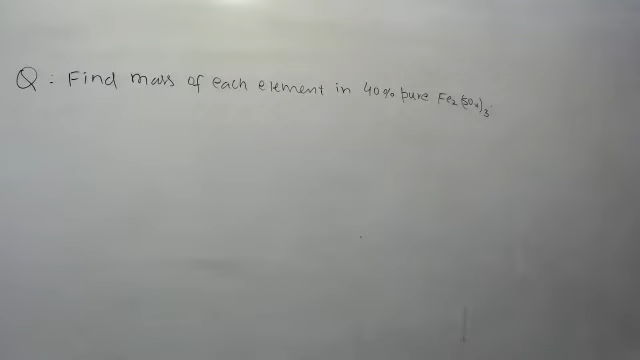 Q : Find mass of each element in 40% pure Fe₂(SO₄)₃.